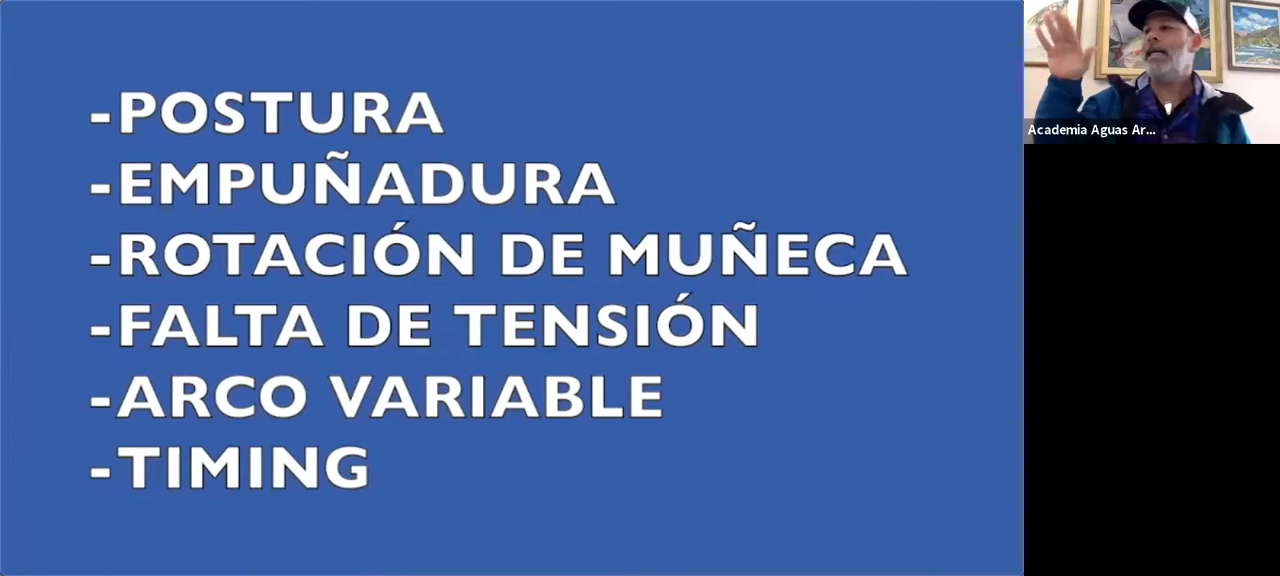 -POSTURA
-EMPUÑADURA
-ROTACIÓN DE MUÑECA
-FALTA DE TENSIÓN
-ARCO VARIABLE
-TIMING
Academia Aguas Ar...